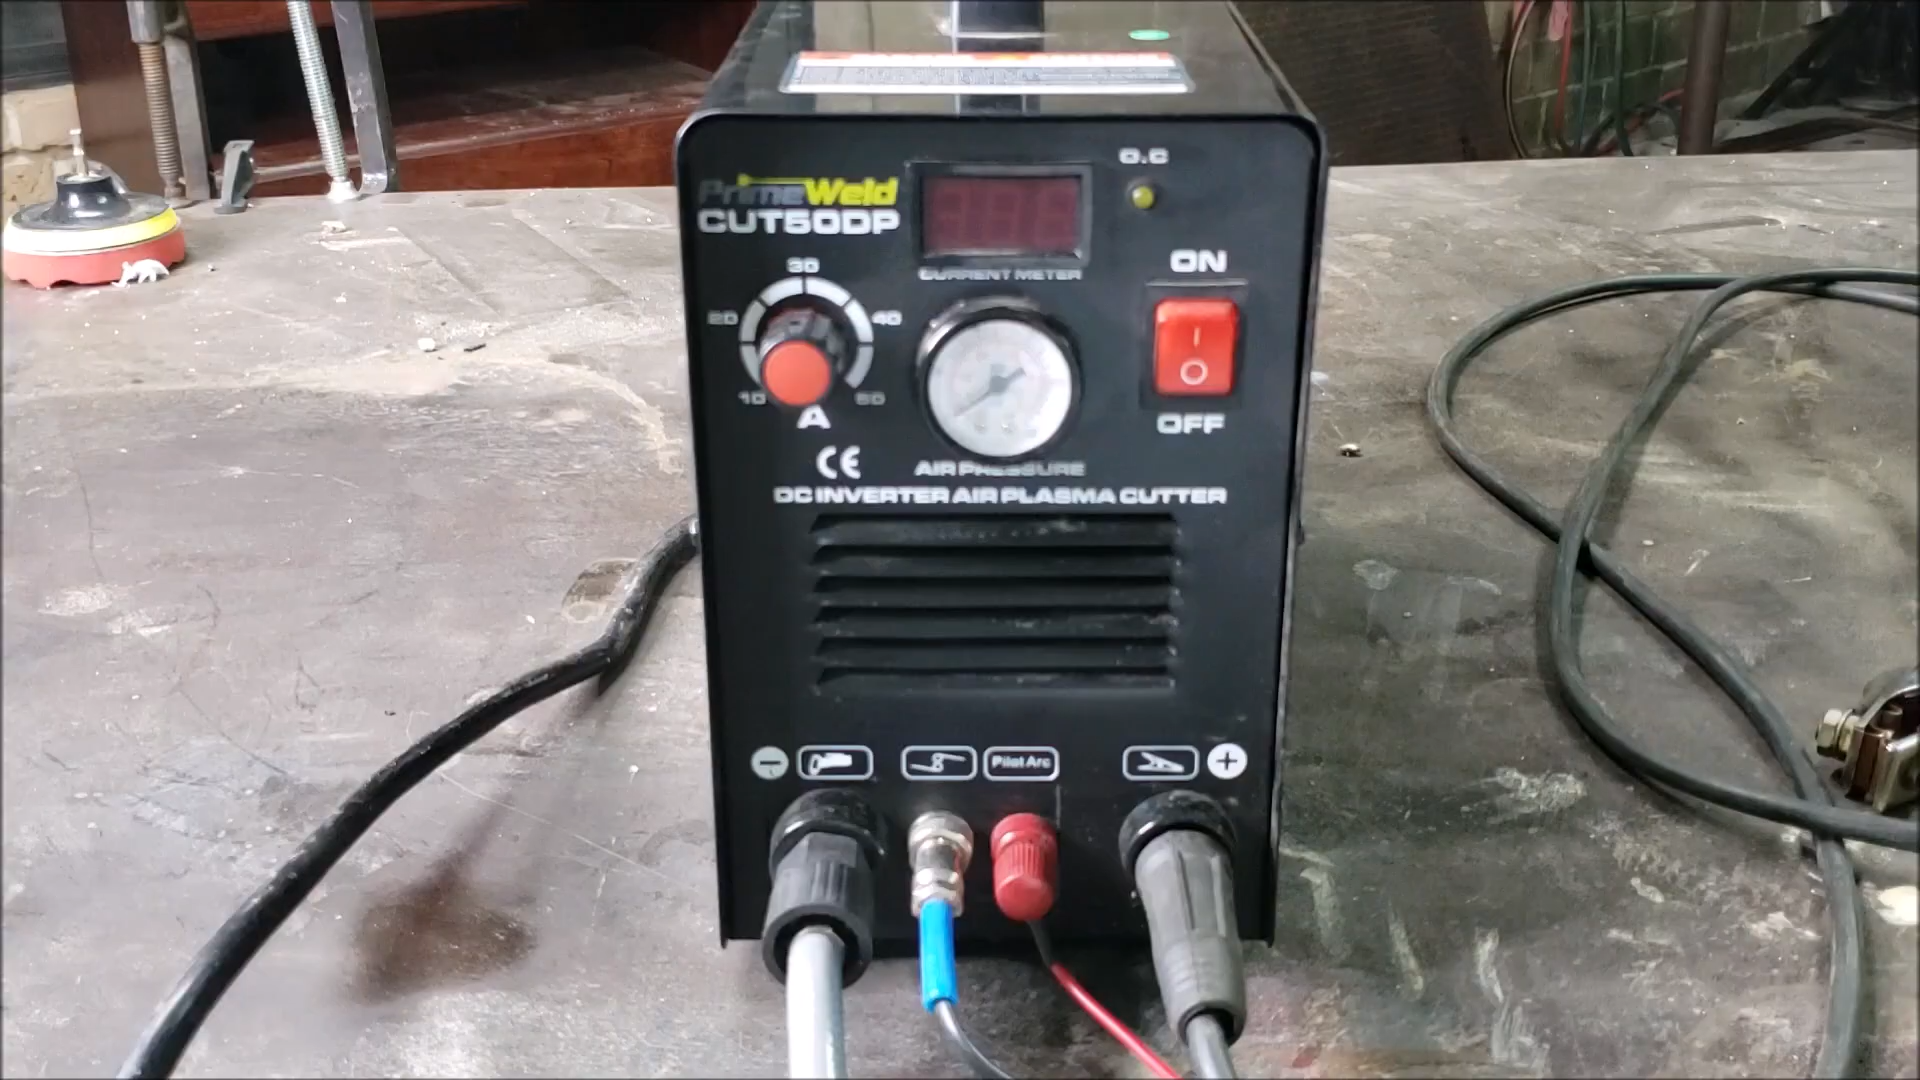 O.C
PrimeWeld
CUT50DP
CURRENT METER
ON
30
20
40
10
50
A
OFF
CE
AIR PRESSURE
DC INVERTER AIR PLASMA CUTTER
Pilot Arc